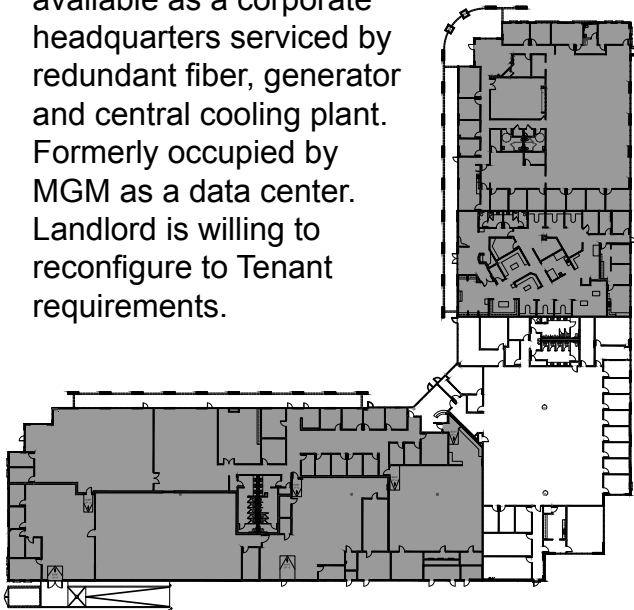 available as a corporate
headquarters serviced by
redundant fiber, generator
and central cooling plant.
Formerly occupied by
MGM as a data center.
Landlord is willing to
reconfigure to Tenant
requirements.